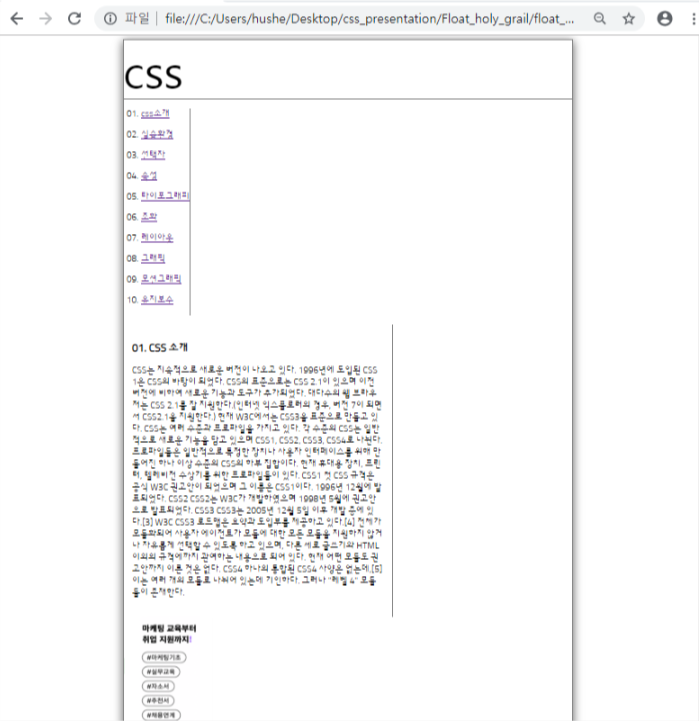 파일 | file:///C:/Users/hushe/Desktop/css_presentation/Float_holy_grail/float_...
CSS
01. css소개
02. 실습환경
03. 선택자
04. 속성
05. 타이포그래피
06. 조판
07. 레이아웃
08. 그래픽
09. 모션그래픽
10. 유지보수
01. CSS 소개
CSS는 지속적으로 새로운 버전이 나오고 있다. 1996년에 도입된 CSS
1은 CSS의 바탕이 되었다. CSS의 표준으로는 CSS 2.1이 있으며 이전
버전에 비하여 새로운 기능과 도구가 추가되었다. 대다수의 웹 브라우
저는 CSS 2.1를 잘 지원한다.(인터넷 익스플로러의 경우, 버전 7이 되면
서 CSS2.1을 지원한다.) 현재 W3C에서는 CSS3을 표준으로 만들고 있
다. CSS는 여러 수준과 프로파일을 가지고 있다. 각 수준의 CSS는 일반
적으로 새로운 기능을 담고 있으며 CSS1, CSS2, CSS3, CSS4로 나뉜다.
프로파일들은 일반적으로 특정한 장치나 사용자 인터페이스를 위해 만
들어진 하나 이상 수준의 CSS의 하부 집합이다. 현재 휴대용 장치, 프린
터, 텔레비전 수상기를 위한 프로파일들이 있다. CSS1 첫 CSS 규격은
공식 W3C 권고안이 되었으며 그 이름은 CSS1이다. 1996년 12월에 발
표되었다. CSS2 CSS2는 W3C가 개발하였으며 1998년 5월에 권고안
으로 발표되었다. CSS3 CSS3는 2005년 12월 5일 이후 개발 중에 있
다.[3] W3C CSS3 로드맵은 요약과 도입부를 제공하고 있다.[4] 전체가
모듈화되어 사용자 에이전트가 모듈에 대한 모든 모듈을 지원하지 않거
나 자유롭게 선택할 수 있도록 하고 있으며, 다른 세로 글쓰기와 HTML
이외의 규격에까지 관여하는 내용으로 되어 있다. 현재 어떤 모듈도 권
고안까지 이른 것은 없다. CSS4 하나의 통합된 CSS4 사양은 없는데,[5]
이는 여러 개의 모듈로 나뉘어 있는데 기인하다. 그러나 "레벨 4" 모듈
들이 존재한다.
마케팅 교육부터
취업 지원까지!
#마케팅기초
#실무교육
#자소서
#추천서
#채용연계